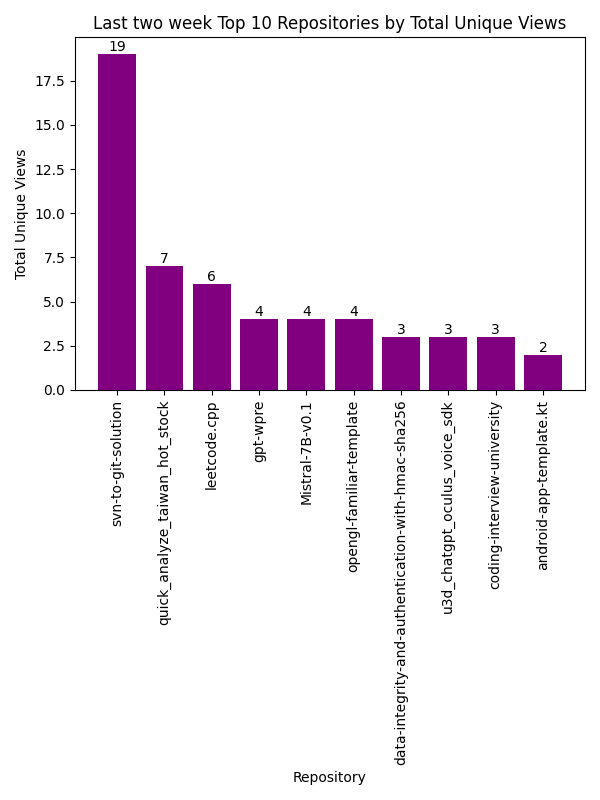 Last two week Top 10 Repositories by Total Unique Views
Total Unique Views
17.5
15.0
12.5
10.0
7.5
5.0
2.5
0.0
19
7
6
4
4
4
3
3
3
2
svn-to-git-solution
quick_analyze_taiwan_hot_stock
leetcode.cpp
gpt-wpre
Mistral-7B-v0.1
opengl-familiar-template
data-integrity-and-authentication-with-hmac-sha256
u3d_chatgpt_oculus_voice_sdk
coding-interview-university
android-app-template.kt
Repository